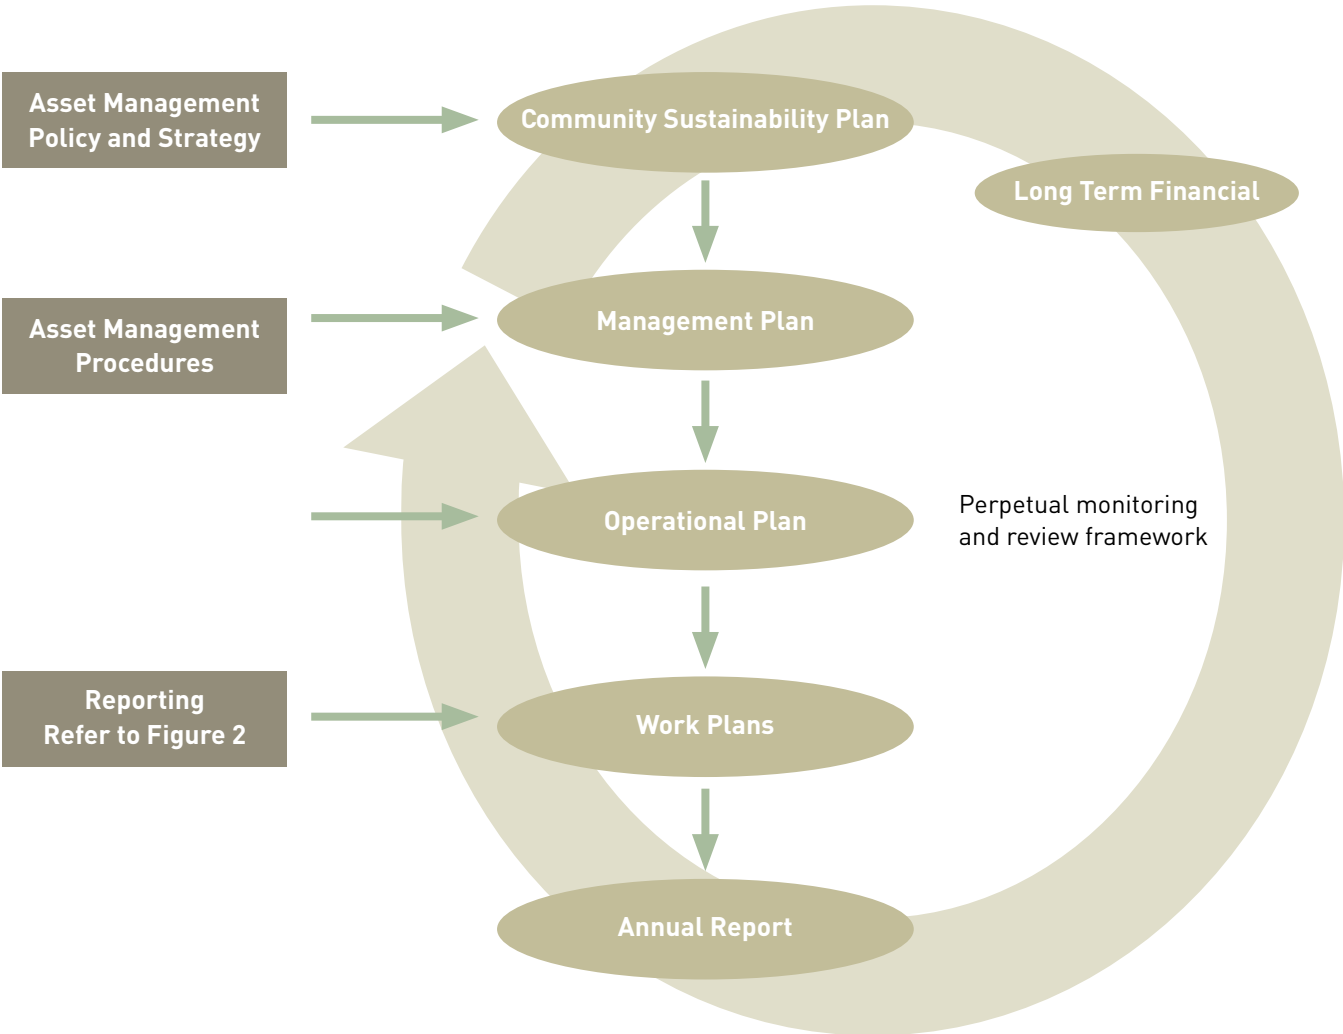 Asset Management
Policy and Strategy
Community Sustainability Plan
Long Term Financial
Asset Management
Procedures
Management Plan
Operational Plan
Perpetual monitoring
and review framework
Reporting
Refer to Figure 2
Work Plans
Annual Report